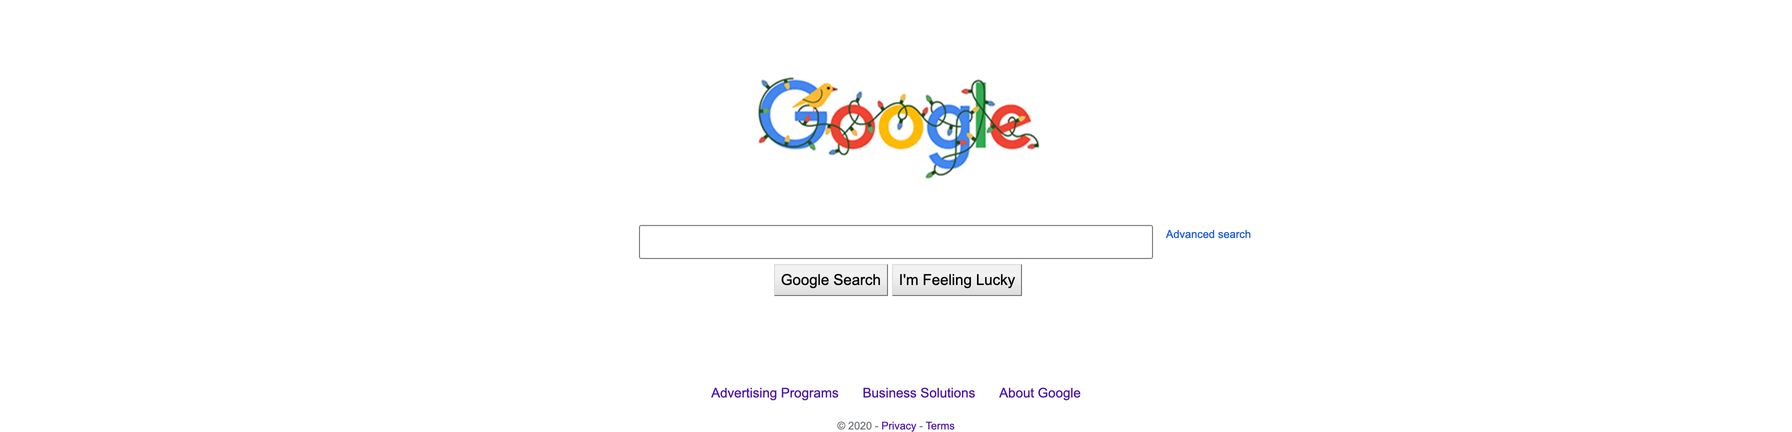 Google
Advanced search
Google Search I'm Feeling Lucky
Advertising Programs Business Solutions About Google
© 2020 - Privacy - Terms